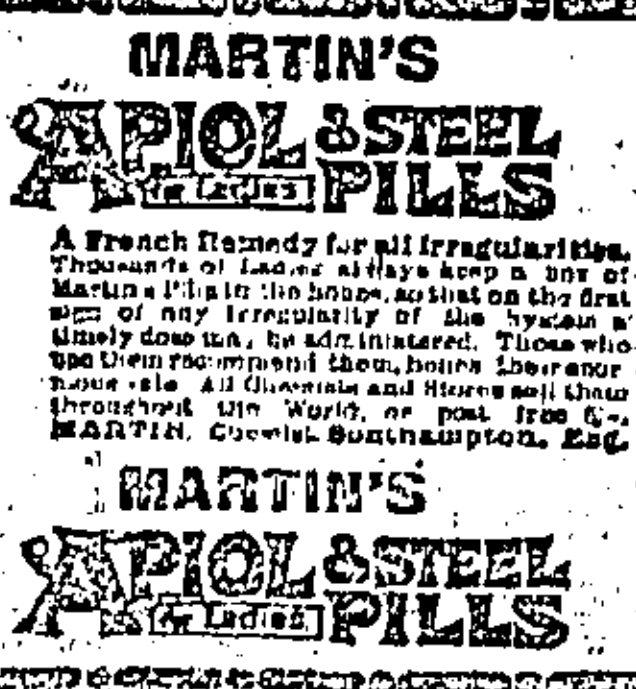 MARTIN'S
APIOL & STEEL
for Ladies PILLS
A French Remedy for all Irregularities.
Thousands of Ladies always keep a box of
Martin's Pills in the house, so that on the first
sign of any Irregularity of the System a
timely dose may be administered. Those who
use them recommend them, hence their enor
mous sale. All Chemists and Stores sell them
throughout the World, or post free
MARTIN, Chemist, Southampton, Eng.
MARTIN'S
APIOL & STEEL
for Ladies PILLS